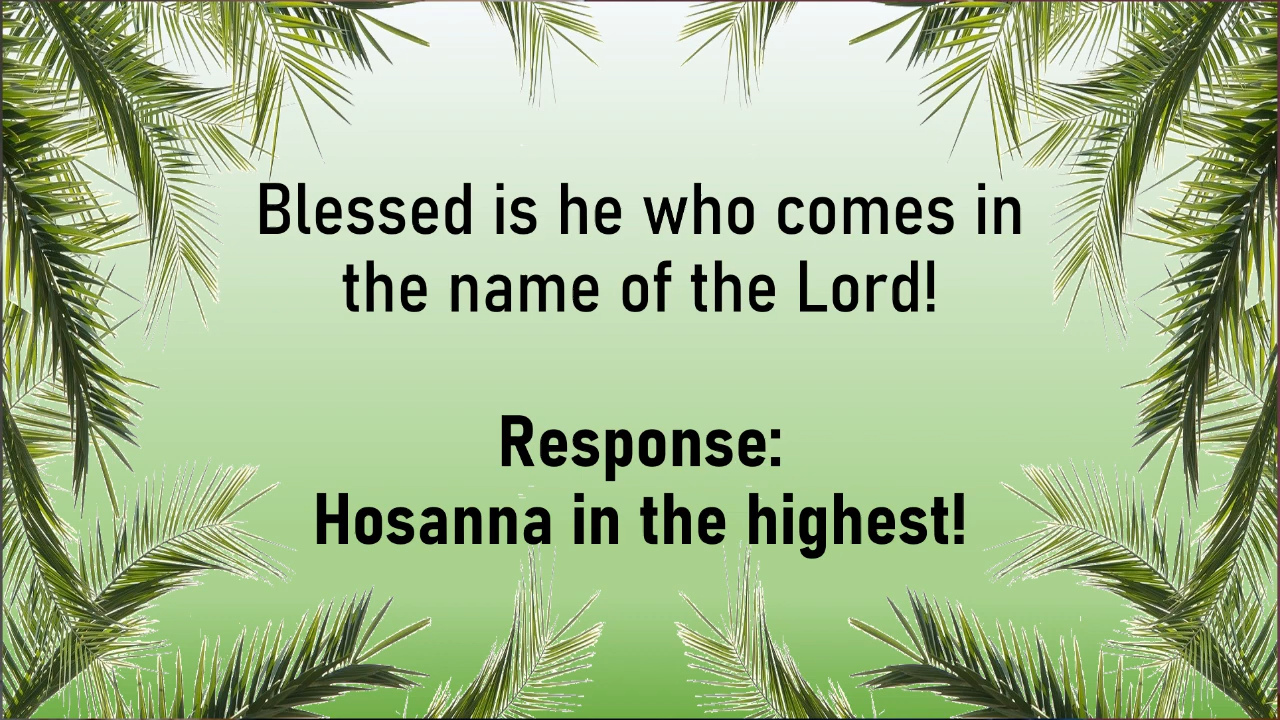 Blessed is he who comes in
the name of the Lord!
Response:
Hosanna in the highest!